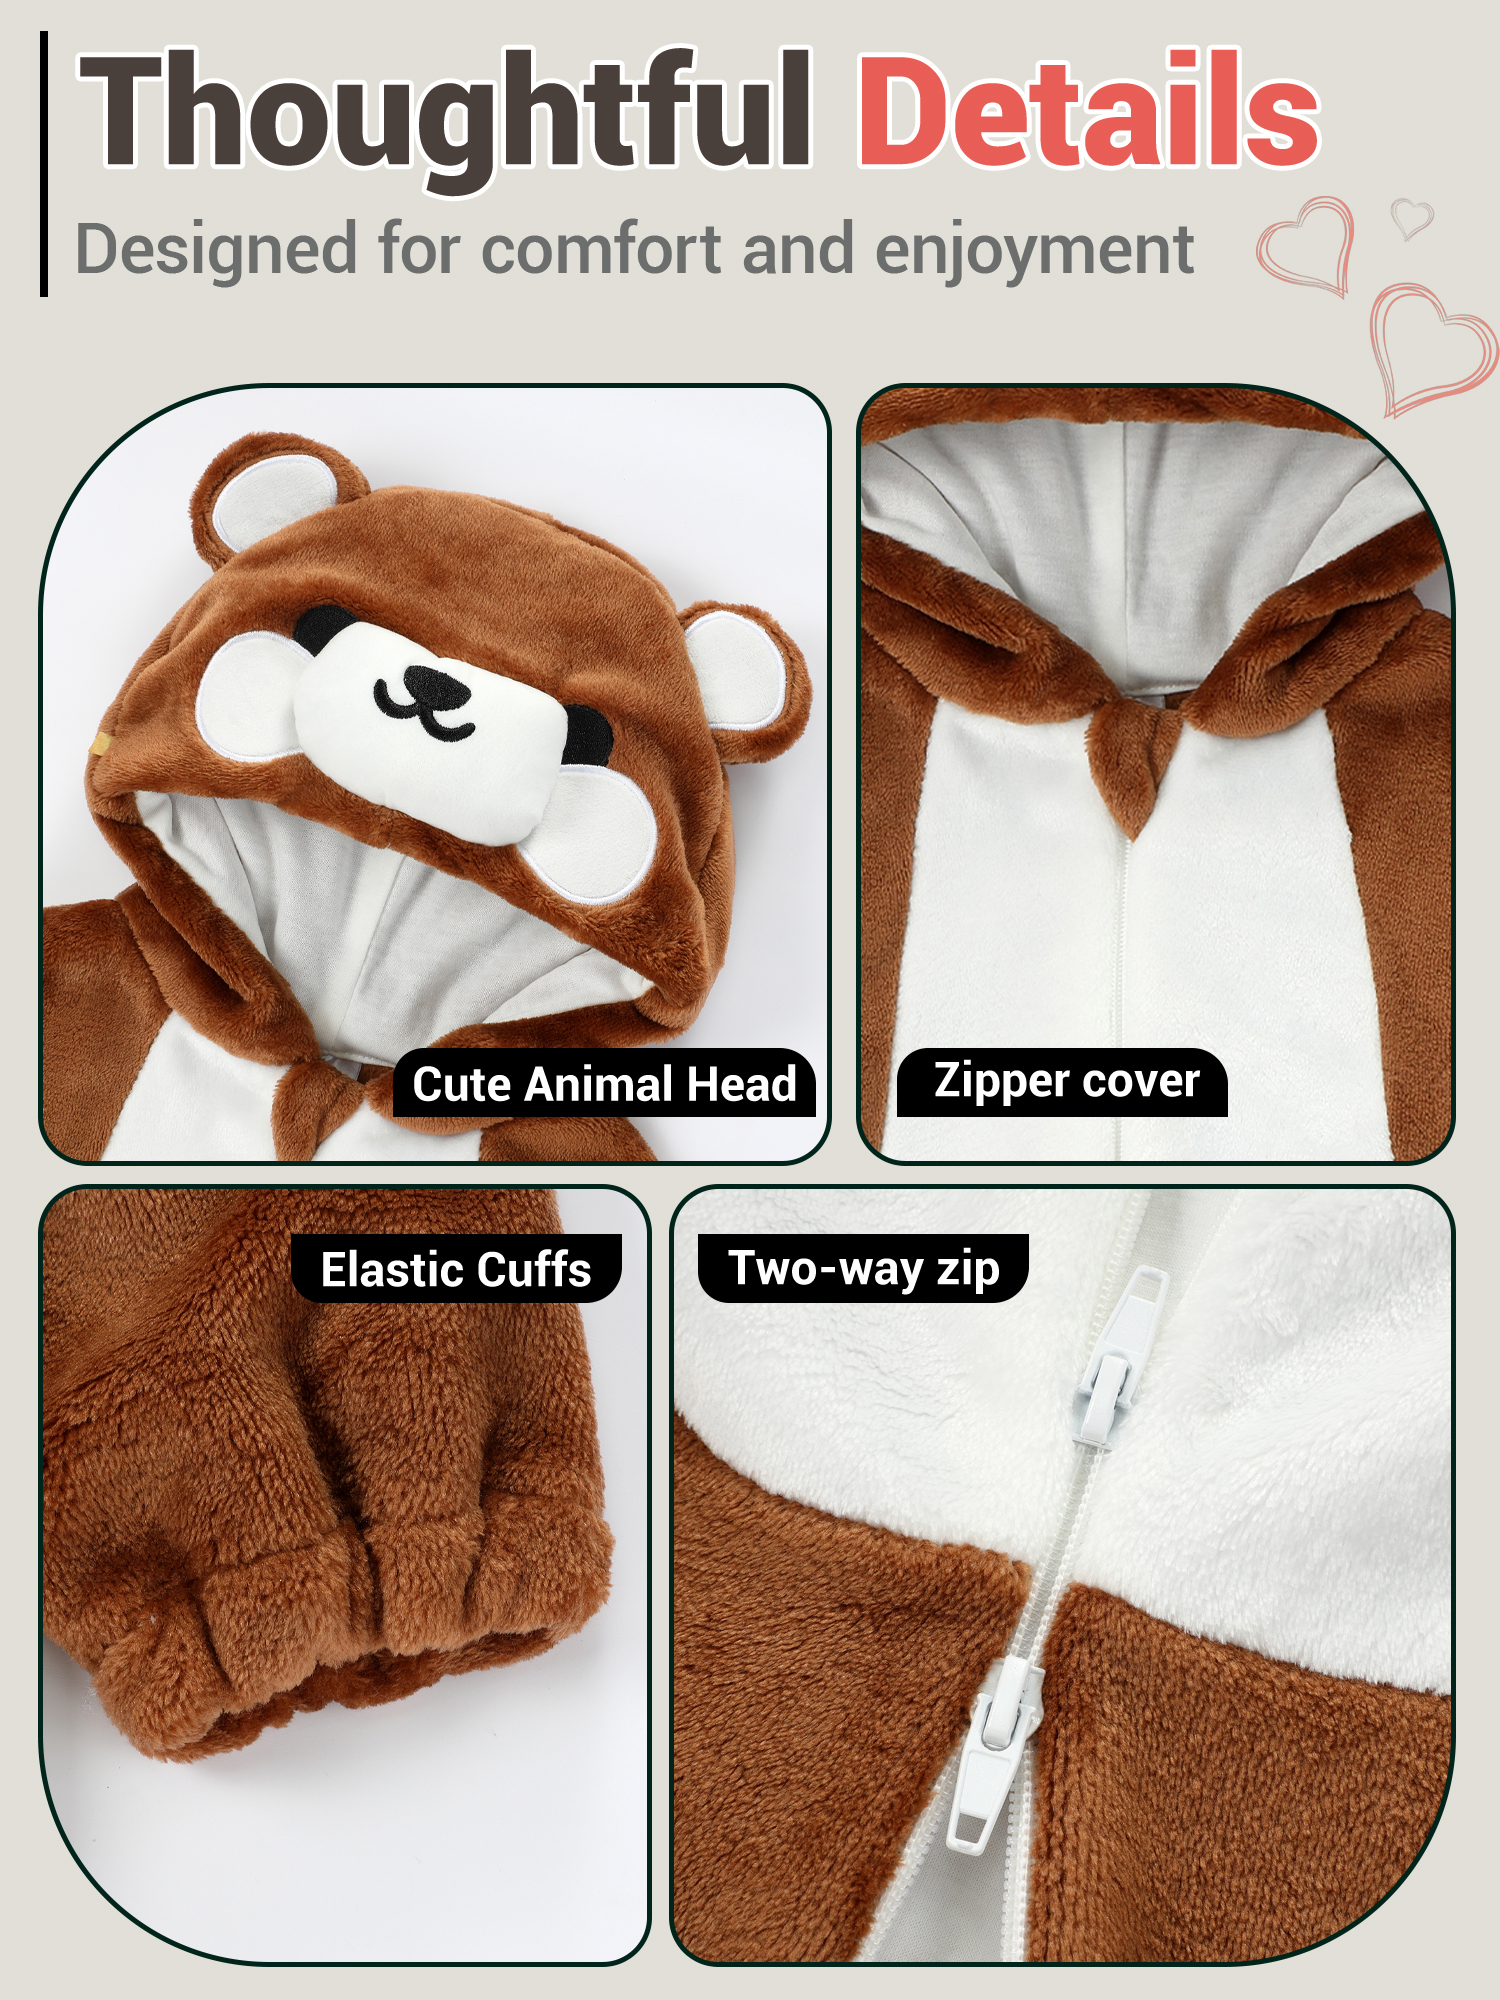 Thoughtful Details
Designed for comfort and enjoyment
Cute Animal Head
Zipper cover
Elastic Cuffs
Two-way zip